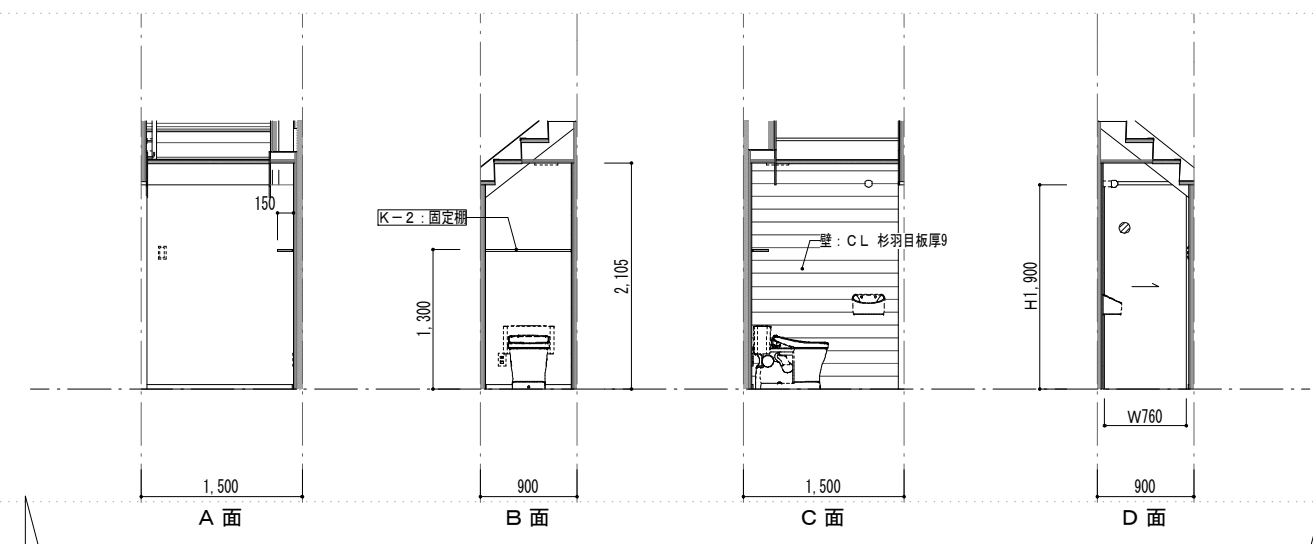 150
K-2:固定棚
1,300
2,105
壁:CL 杉羽目板厚9
H1,900
W760
1,500
900
1,500
900
A 面
B 面
C 面
D 面